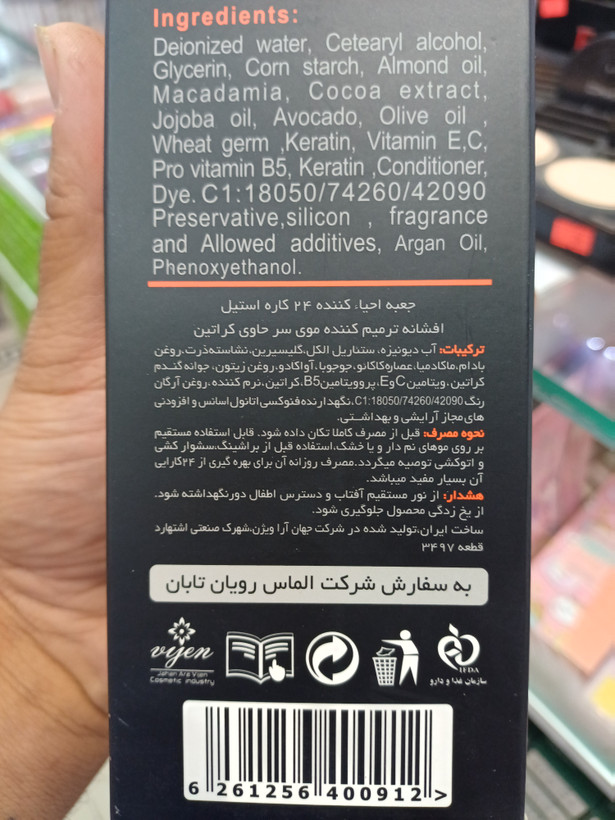 Ingredients:
Deionized water, Cetearyl alcohol,
Glycerin, Corn starch, Almond oil,
Macadamia, Cocoa extract,
Jojoba oil, Avocado, Olive oil ,
Wheat germ ,Keratin, Vitamin E,C,
Pro vitamin B5, Keratin ,Conditioner,
Dye. C1:18050/74260/42090
Preservative,silicon , fragrance
and Allowed additives, Argan Oil,
Phenoxyethanol.
جعبه احیاء کننده ۲۴ کاره استیل
افشانه ترمیم کننده موی سر حاوی کراتین
ترکیبات: آب دیونیزه، ستئاریل الکل،گلیسیرین،نشاسته‌ذرت،روغن
بادام،ماکادمیا،عصاره‌کاکائو،جوجوبا،آواکادو،روغن زیتون، جوانه گندم
کراتین،ویتامین CوE، پروویتامینB5،کراتین،نرم کننده،روغن آرگان
رنگ C1:18050/74260/42090،نگهدارنده‌فنوکسی‌اتانول‌اسانس و افزودنی
های مجاز آرایشی و بهداشتی.
نحوه مصرف: قبل از مصرف کاملا تکان داده شود. قابل استفاده مستقیم
بر روی موهای نم دار و یا خشک،استفاده قبل از براشینگ،سشوار کشی
و اتوکشی توصیه میگردد.مصرف روزانه آن برای بهره گیری از ۲۴کارایی
آن بسیار مفید میباشد.
هشدار: از نور مستقیم آفتاب و دسترس اطفال دورنگهداشته شود.
از یخ زدگی محصول جلوگیری شود.
ساخت ایران،تولید شده در شرکت جهان آرا ویژن،شهرک صنعتی اشتهارد
قطعه ۳۴۹۷
به سفارش شرکت الماس رویان تابان
vijen
Jahan Ara Vijen
Cosmetic industry
IFDA
سازمان غذا و دارو
6 261256 400912 >